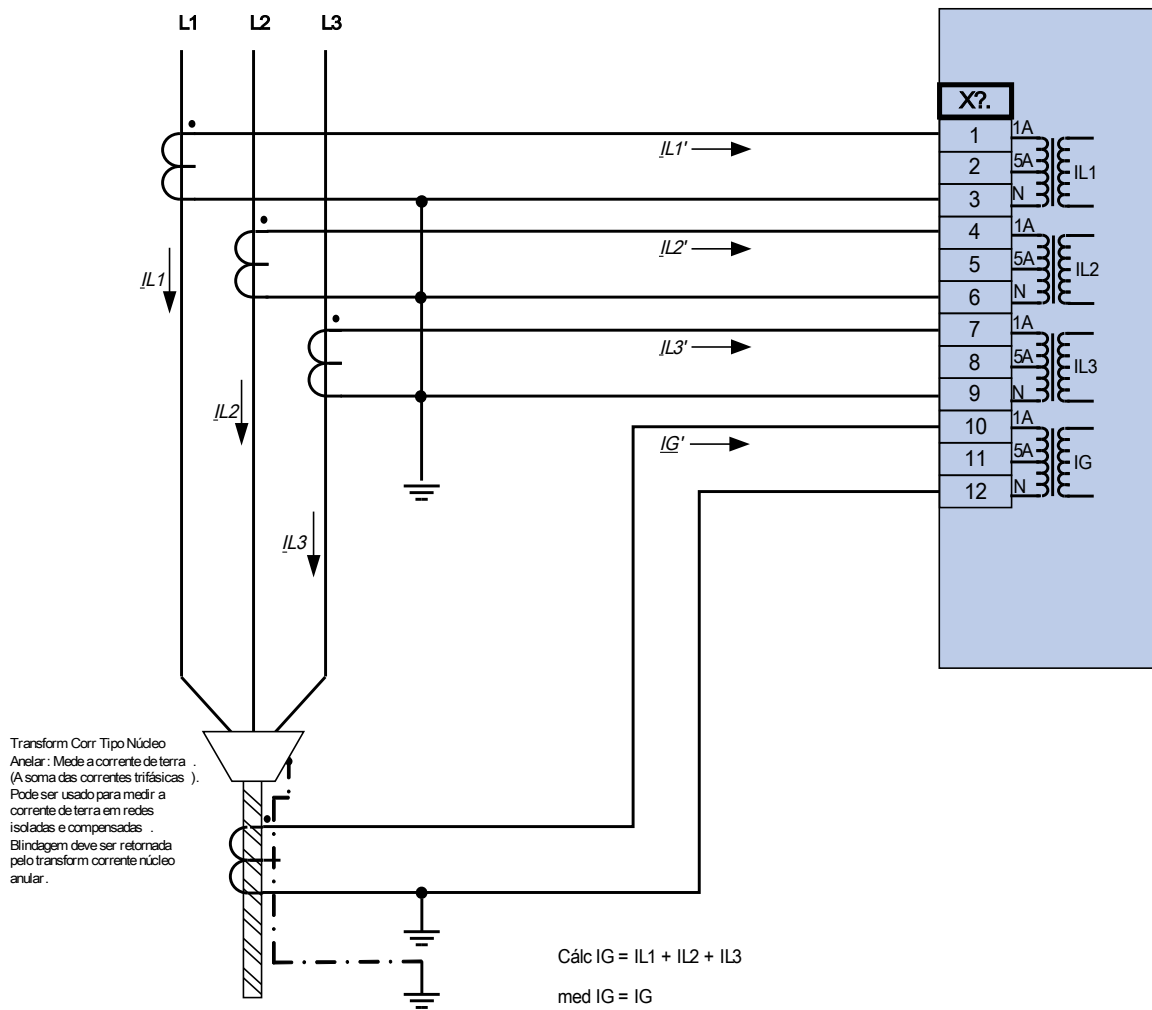 L1 L2 L3
X?.
1 1A
2 5A
3 N
IL1
4 1A
5 5A
6 N
IL2
7 1A
8 5A
9 N
IL3
10 1A
11 5A
12 N
IG
IL1'
IL2'
IL3'
IG'
IL1
IL2
IL3
Transform Corr Tipo Núcleo
Anelar: Mede a corrente de terra .
(A soma das correntes trifásicas ).
Pode ser usado para medir a
corrente de terra em redes
isoladas e compensadas .
Blindagem deve ser retornada
pelo transform corrente núcleo
anular.
Cálc IG = IL1 + IL2 + IL3
med IG = IG